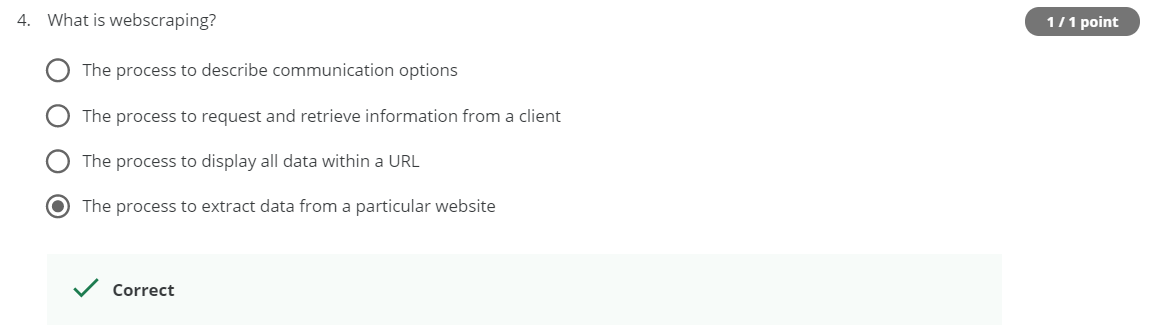 4. What is webscraping?
1 / 1 point
The process to describe communication options
The process to request and retrieve information from a client
The process to display all data within a URL
The process to extract data from a particular website
Correct